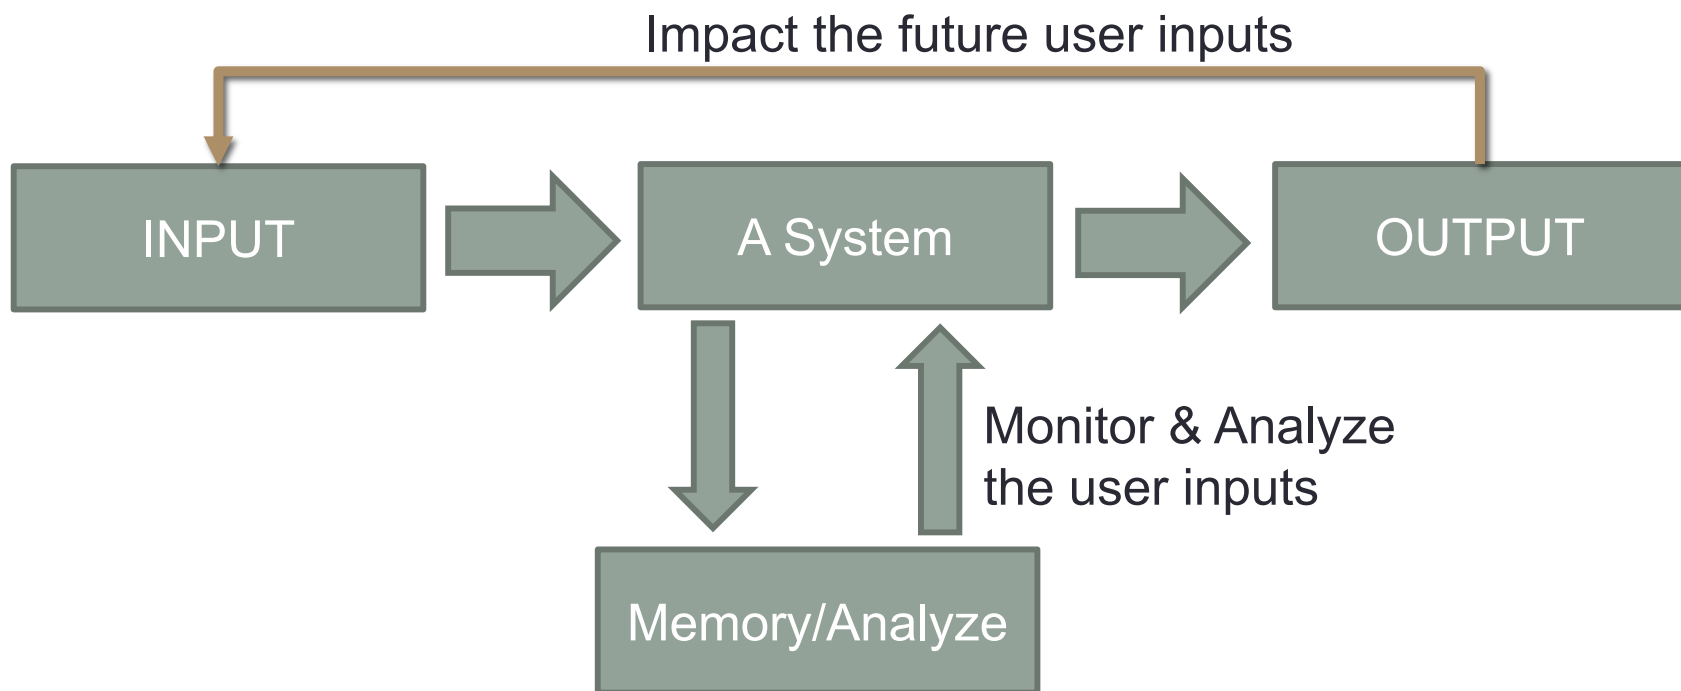 Impact the future user inputs
INPUT
A System
OUTPUT
Monitor & Analyze
the user inputs
Memory/Analyze